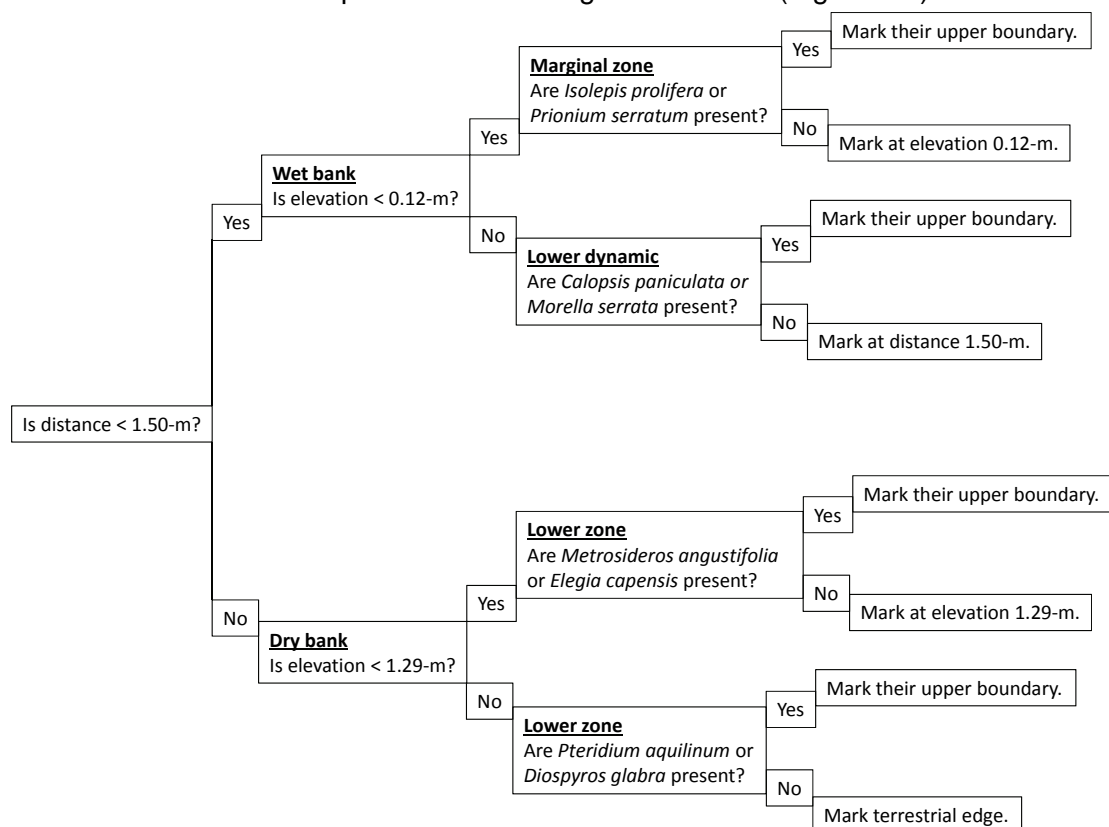 Is distance < 1.50-m?
Yes
Wet bank
Is elevation < 0.12-m?
Yes
Marginal zone
Are Isolepis prolifera or
Prionium serratum present?
Yes
Mark their upper boundary.
No
Mark at elevation 0.12-m.
No
Lower dynamic
Are Calopsis paniculata or
Morella serrata present?
Yes
Mark their upper boundary.
No
Mark at distance 1.50-m.
No
Dry bank
Is elevation < 1.29-m?
Yes
Lower zone
Are Metrosideros angustifolia
or Elegia capensis present?
Yes
Mark their upper boundary.
No
Mark at elevation 1.29-m.
No
Lower zone
Are Pteridium aquilinum or
Diospyros glabra present?
Yes
Mark their upper boundary.
No
Mark terrestrial edge.